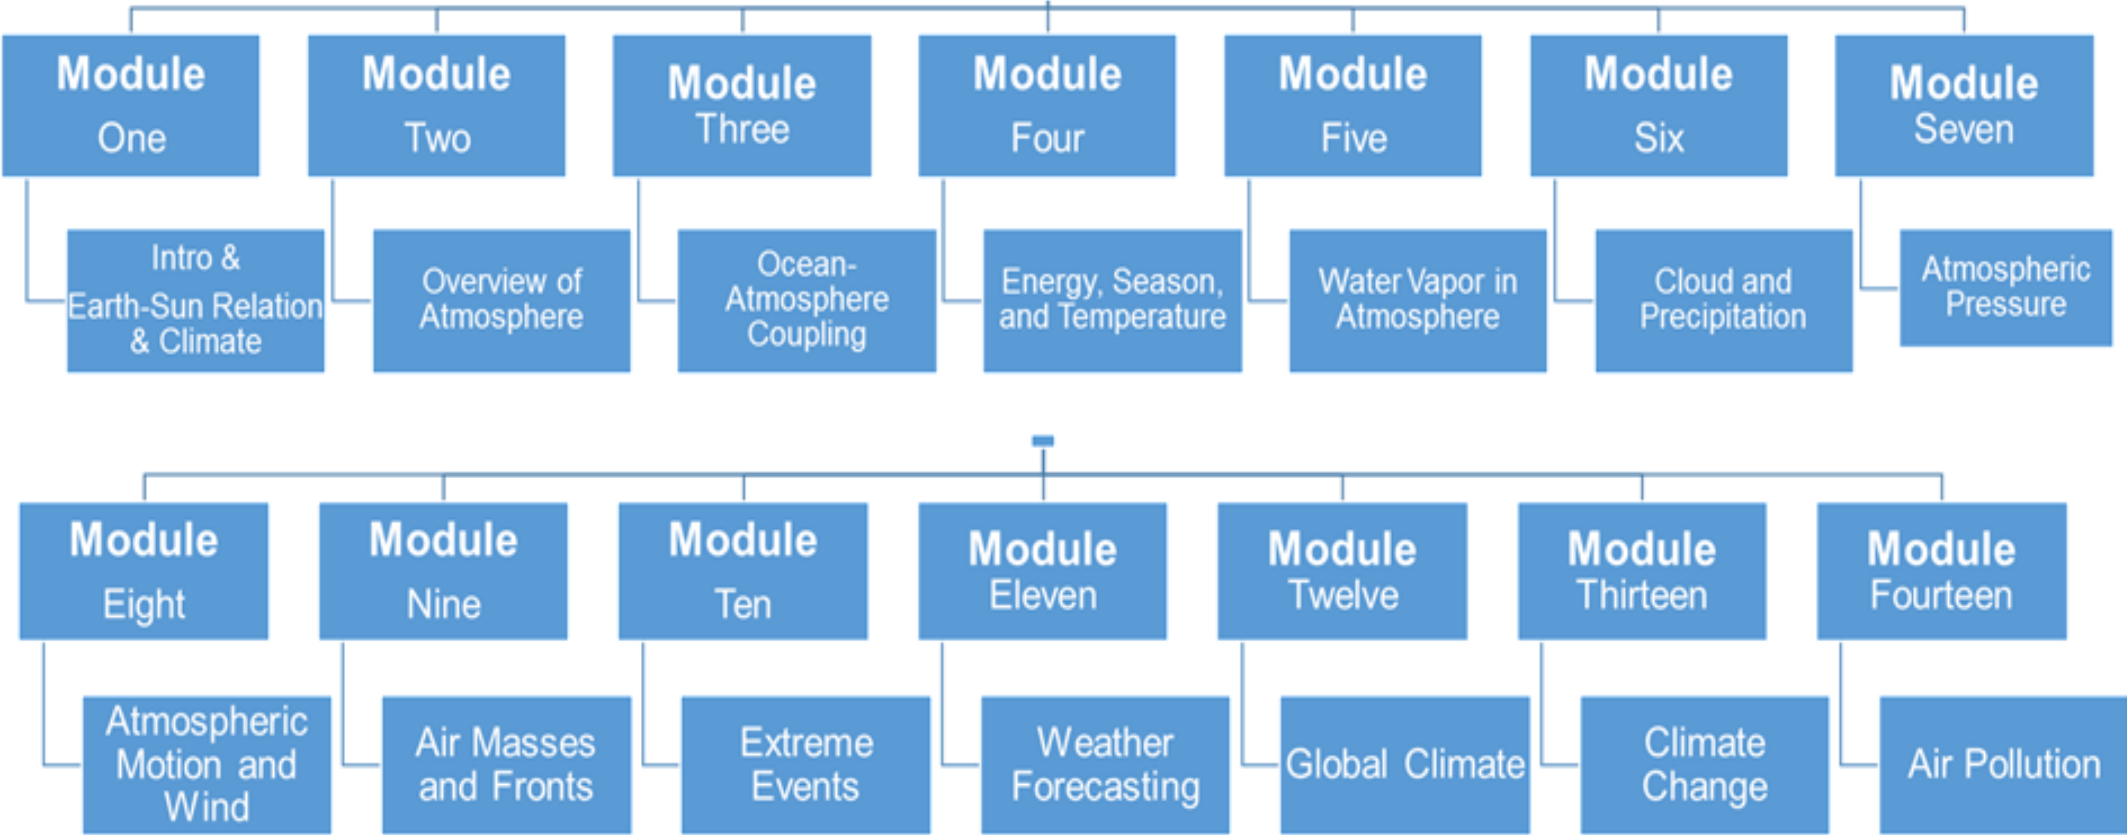 Module
One
Module
Two
Module
Three
Module
Four
Module
Five
Module
Six
Module
Seven
Intro &
Earth-Sun Relation
& Climate
Overview of
Atmosphere
Ocean-
Atmosphere
Coupling
Energy, Season,
and Temperature
Water Vapor in
Atmosphere
Cloud and
Precipitation
Atmospheric
Pressure
Module
Eight
Module
Nine
Module
Ten
Module
Eleven
Module
Twelve
Module
Thirteen
Module
Fourteen
Atmospheric
Motion and
Wind
Air Masses
and Fronts
Extreme
Events
Weather
Forecasting
Global Climate
Climate
Change
Air Pollution